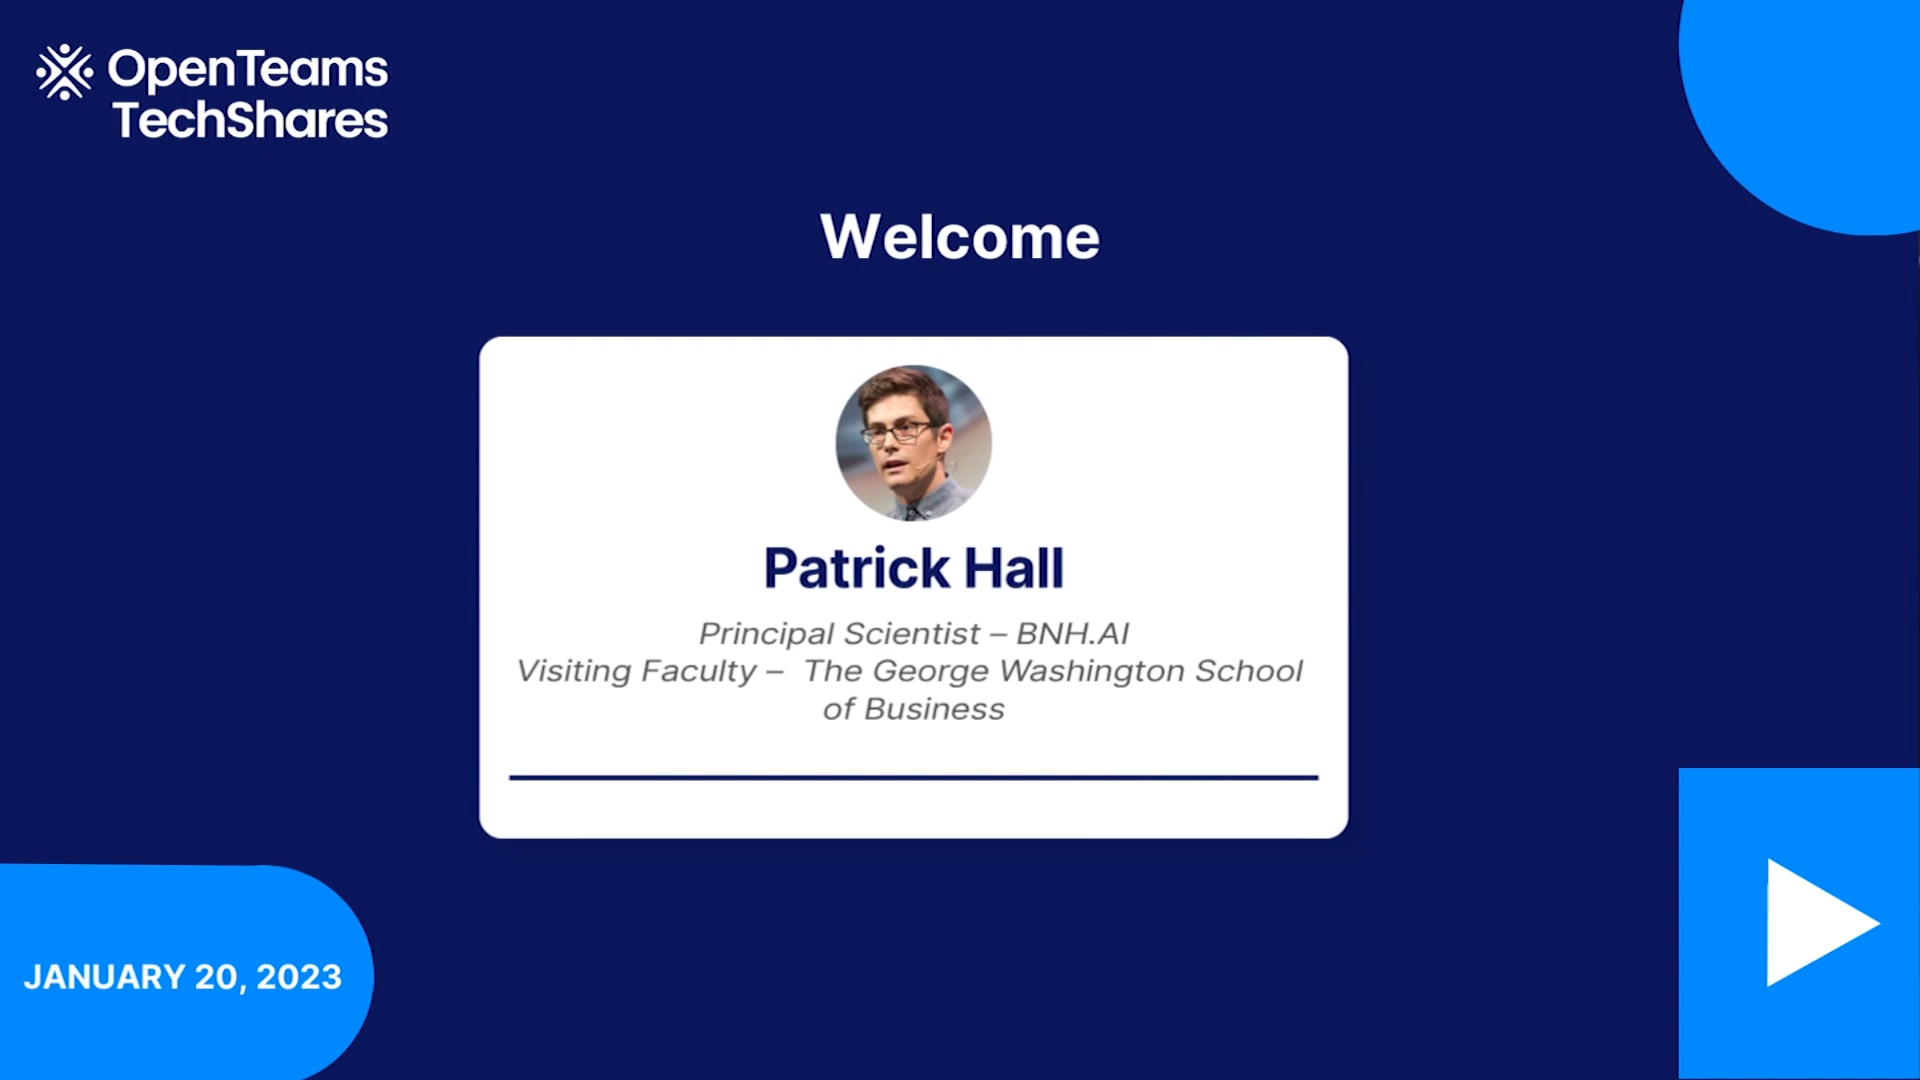 OpenTeams
TechShares
Welcome
Patrick Hall
Principal Scientist – BNH.AI
Visiting Faculty – The George Washington School
of Business
JANUARY 20, 2023